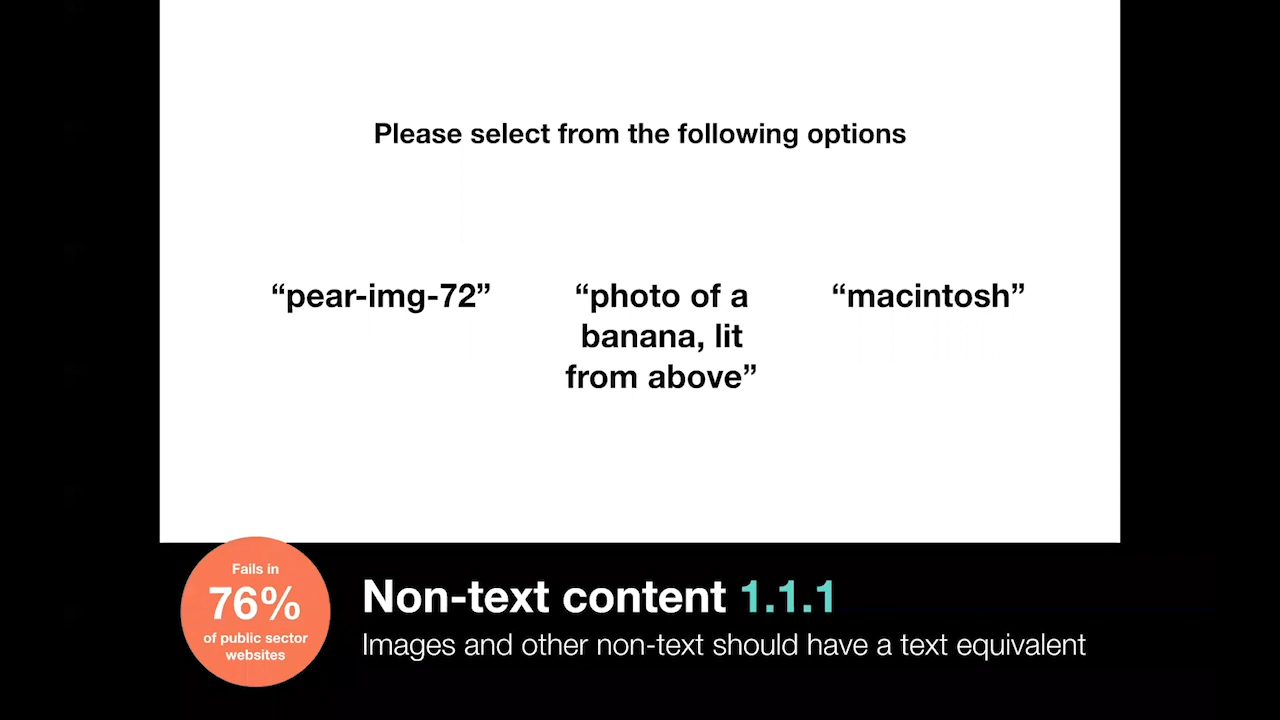 Please select from the following options
“pear-img-72”
“photo of a
banana, lit
from above”
“macintosh”
Fails in
76%
of public sector
websites
Non-text content 1.1.1
Images and other non-text should have a text equivalent